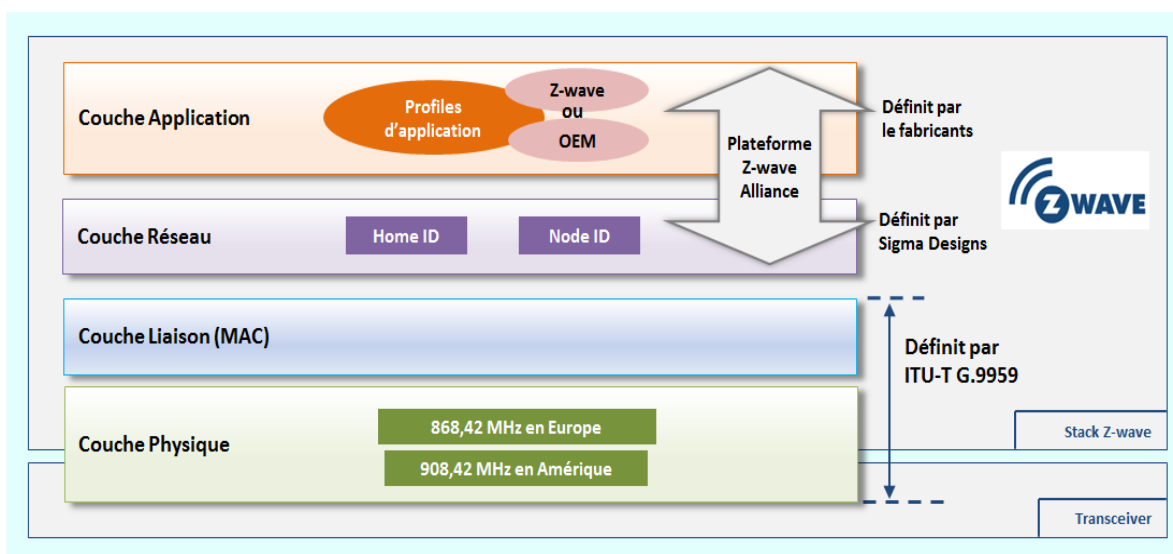 Couche Application
Profiles
d'application
Z-wave
ou
OEM
Plateforme
Z-wave
Alliance
Définit par
le fabricants
Z WAVE
Couche Réseau
Home ID
Node ID
Définit par
Sigma Designs
Couche Liaison (MAC)
Définit par
ITU-T G.9959
Couche Physique
868,42 MHz en Europe
908,42 MHz en Amérique
Stack Z-wave
Transceiver